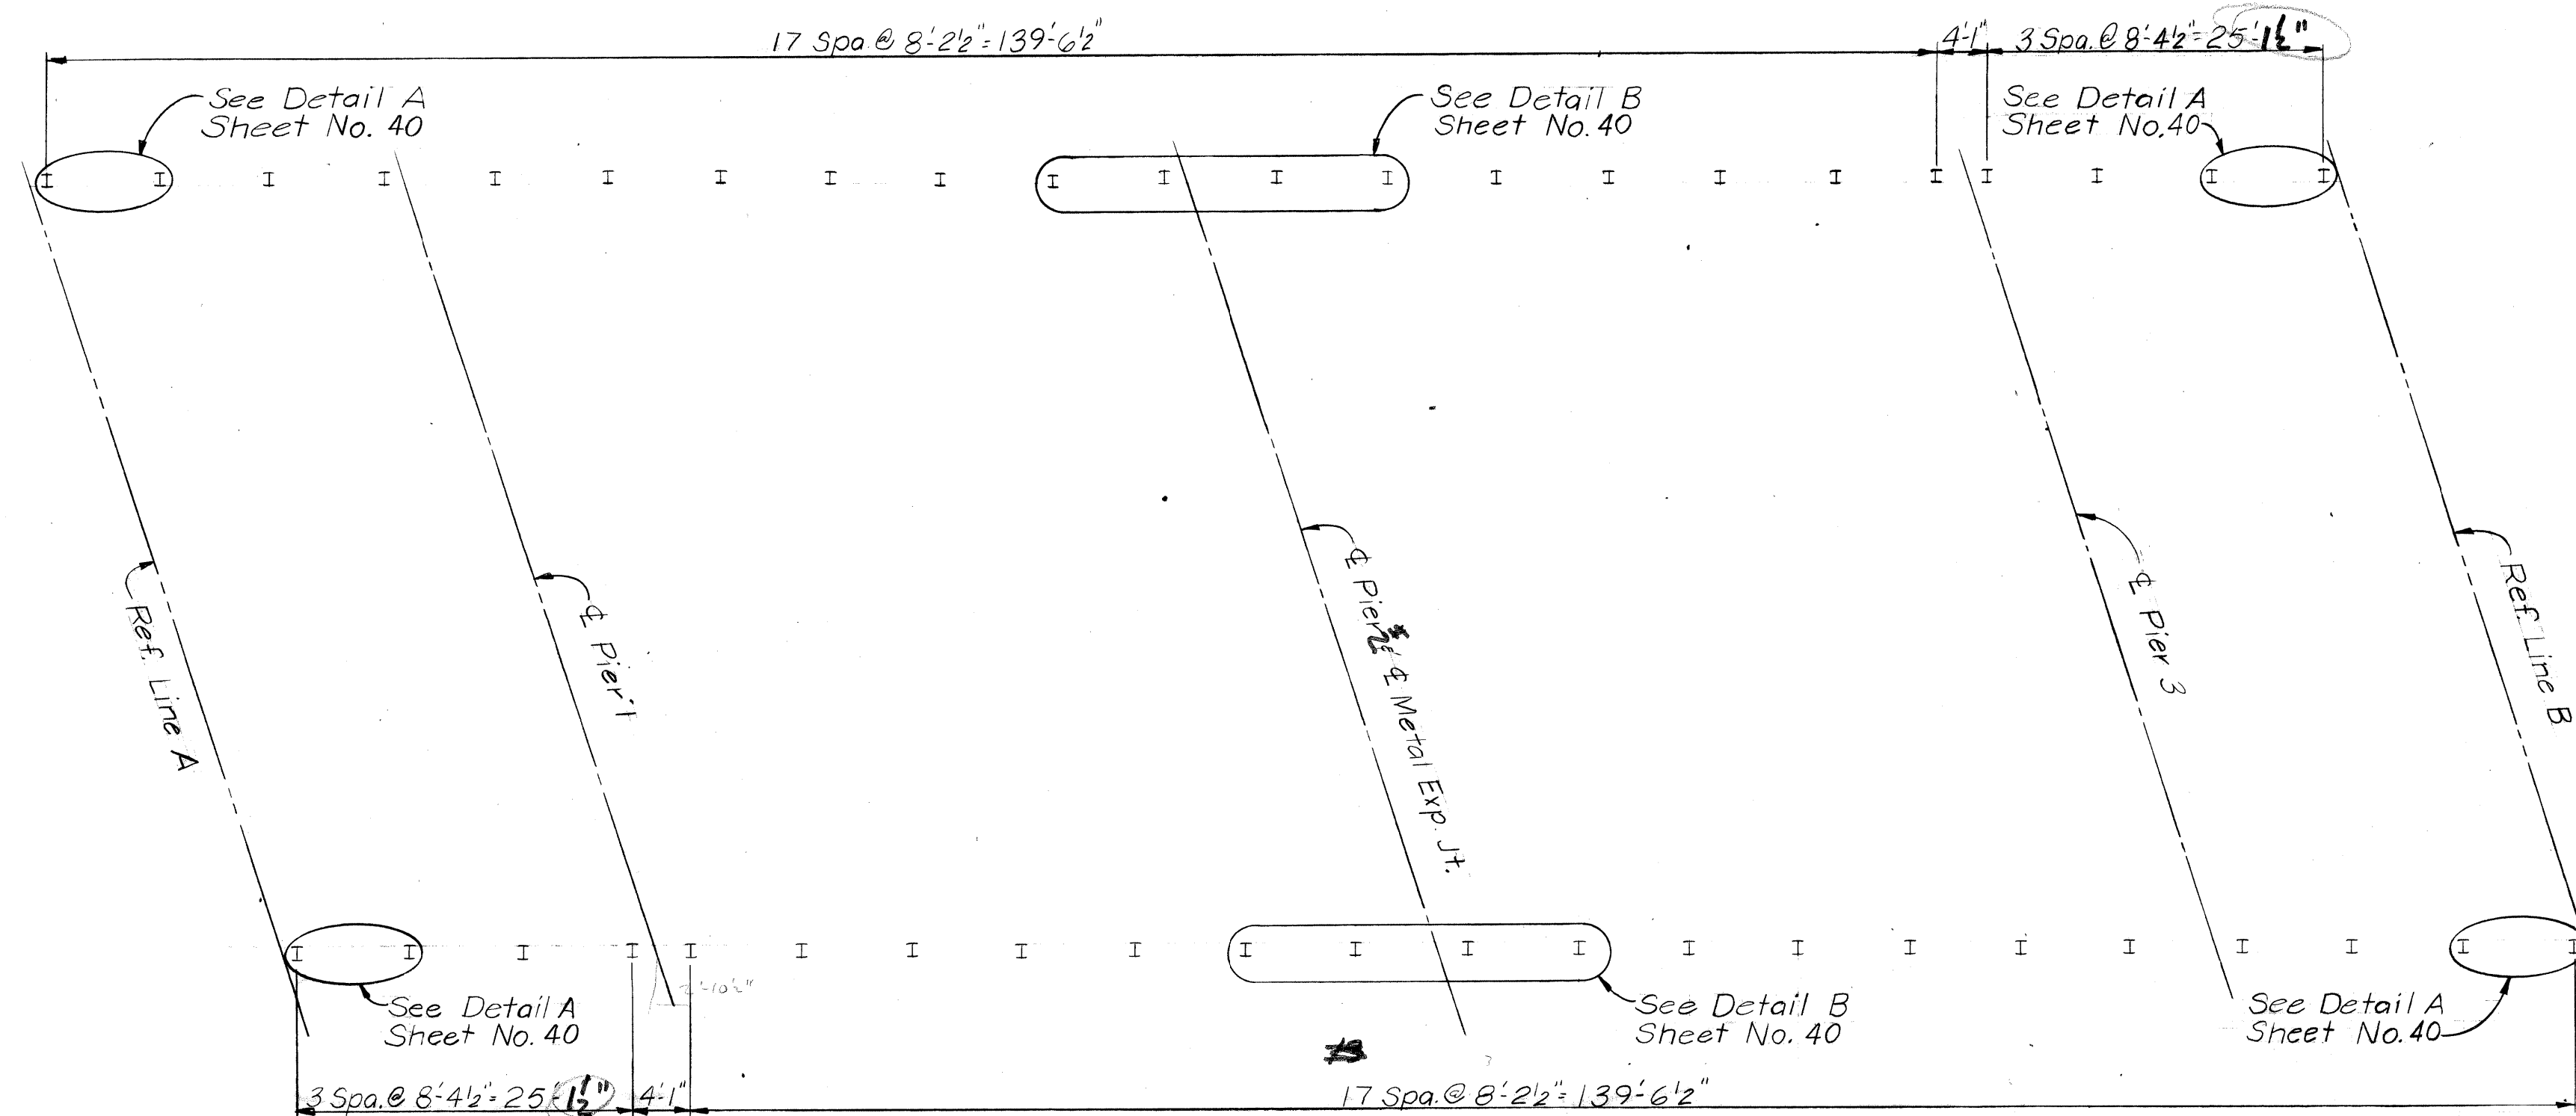 17 Spa. @ 8'-2½" = 139'-6½"
4'-1"
3 Spa. @ 8'-4½" = 25'-1½"
See Detail A
Sheet No. 40
See Detail B
Sheet No. 40
See Detail A
Sheet No. 40
I I I I I I I I I I I I I I I I I I I I I I
Ref. Line A
℄ Pier 1
℄ Pier 2 & ℄ Metal Exp. Jt.
℄ Pier 3
Ref. Line B
I I I I I I I I I I I I I I I I I I I I I I
2'-10½"
See Detail A
Sheet No. 40
See Detail B
Sheet No. 40
See Detail A
Sheet No. 40
3 Spa. @ 8'-4½" = 25'-1½"
4'-1"
17 Spa. @ 8'-2½" = 139'-6½"